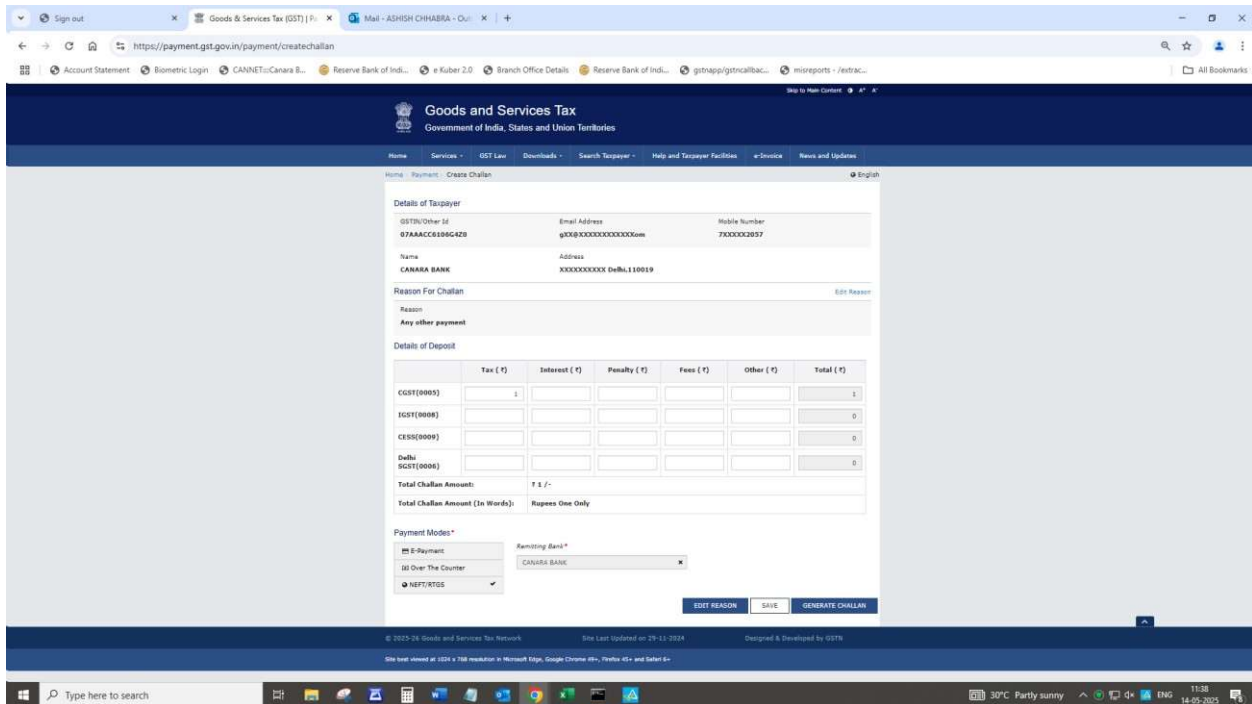 Sign out
Goods & Services Tax (GST) | P
Mail - ASHISH CHHABRA - Out
https://payment.gst.gov.in/payment/createchallan
Account Statement Biometric Login CANNET:::Canara B... Reserve Bank of Indi... e Kuber 2.0 Branch Office Details Reserve Bank of Indi... gstnapp/gstncallbac... misreports - /extrac... All Bookmarks
Skip to Main Content A+ A-
Goods and Services Tax
Government of India, States and Union Territories
Home Services GST Law Downloads Search Taxpayer Help and Taxpayer Facilities e-Invoice News and Updates
Home Payment Create Challan English
Details of Taxpayer
GSTIN/Other Id Email Address Mobile Number
07AAACC6106G4Z0 gXX@XXXXXXXXXXXXom 7XXXXX2057
Name Address
CANARA BANK XXXXXXXXXX Delhi,110019
Reason For Challan Edit Reason
Reason
Any other payment
Details of Deposit
Tax (₹) Interest (₹) Penalty (₹) Fees (₹) Other (₹) Total (₹)
CGST(0005) 1 1
IGST(0008) 0
CESS(0009) 0
Delhi
SGST(0006) 0
Total Challan Amount: ₹ 1 /-
Total Challan Amount (In Words): Rupees One Only
Payment Modes*
E-Payment Remitting Bank*
Over The Counter CANARA BANK
NEFT/RTGS
EDIT REASON SAVE GENERATE CHALLAN
© 2025-26 Goods and Services Tax Network Site Last Updated on 29-11-2024 Designed & Developed by GSTN
Site best viewed at 1024 x 768 resolution in Microsoft Edge, Google Chrome 49+, Firefox 45+ and Safari 6+
Type here to search 30°C Partly sunny ENG 11:38
14-05-2025